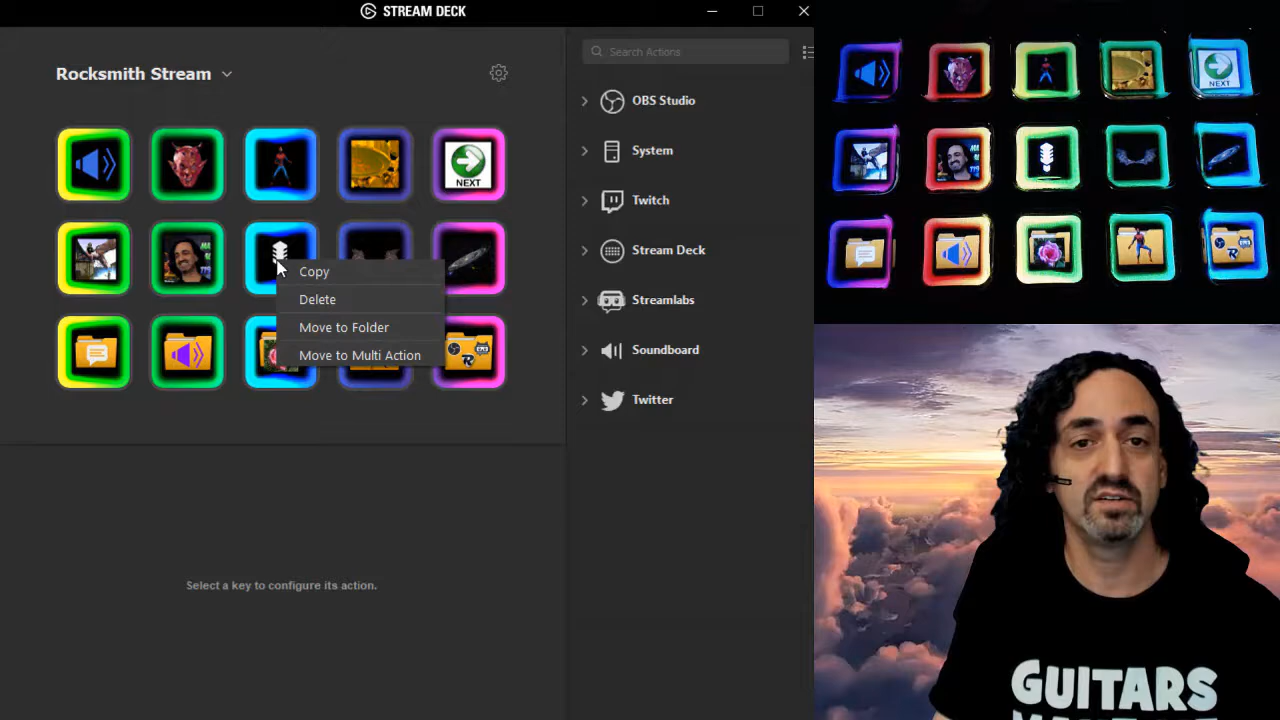 STREAM DECK
Rocksmith Stream
Search Actions
OBS Studio
System
Twitch
Stream Deck
Streamlabs
Soundboard
Twitter
NEXT
Copy
Delete
Move to Folder
Move to Multi Action
Select a key to configure its action.
NEXT
GUITARS